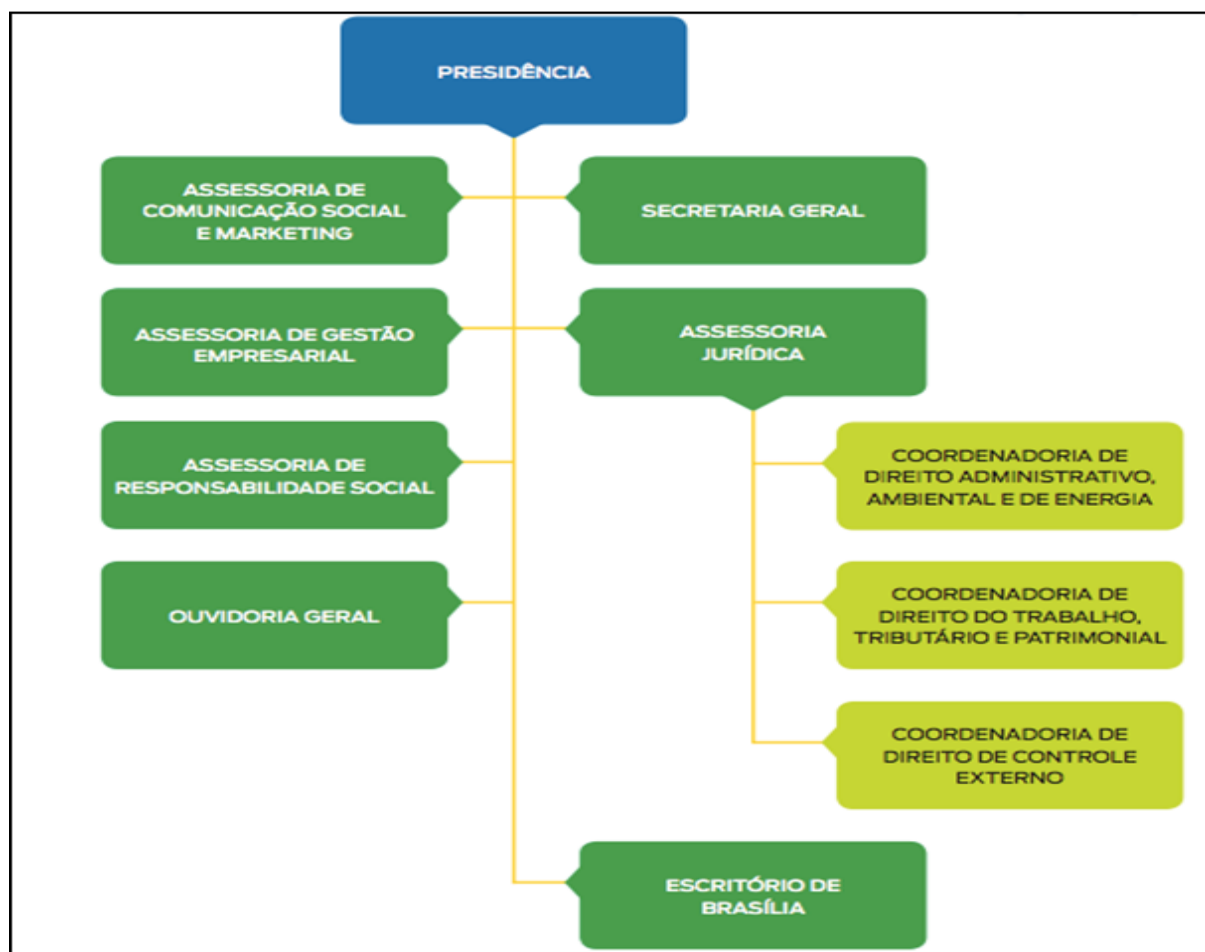 PRESIDÊNCIA
ASSESSORIA DE
COMUNICAÇÃO SOCIAL
E MARKETING
SECRETARIA GERAL
ASSESSORIA DE GESTÃO
EMPRESARIAL
ASSESSORIA
JURÍDICA
ASSESSORIA DE
RESPONSABILIDADE SOCIAL
COORDENADORIA DE
DIREITO ADMINISTRATIVO,
AMBIENTAL E DE ENERGIA
OUVIDORIA GERAL
COORDENADORIA DE
DIREITO DO TRABALHO,
TRIBUTÁRIO E PATRIMONIAL
COORDENADORIA DE
DIREITO DE CONTROLE
EXTERNO
ESCRITÓRIO DE
BRASÍLIA